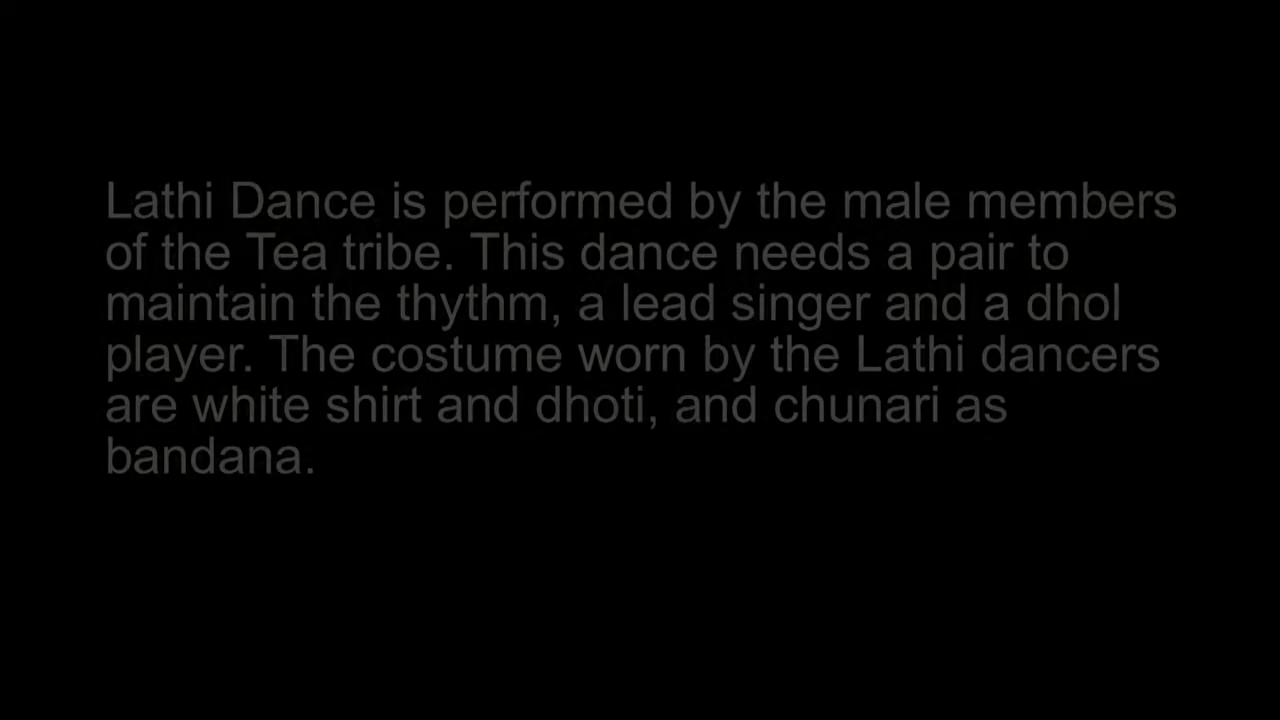 Lathi Dance is performed by the male members
of the Tea tribe. This dance needs a pair to
maintain the thythm, a lead singer and a dhol
player. The costume worn by the Lathi dancers
are white shirt and dhoti, and chunari as
bandana.